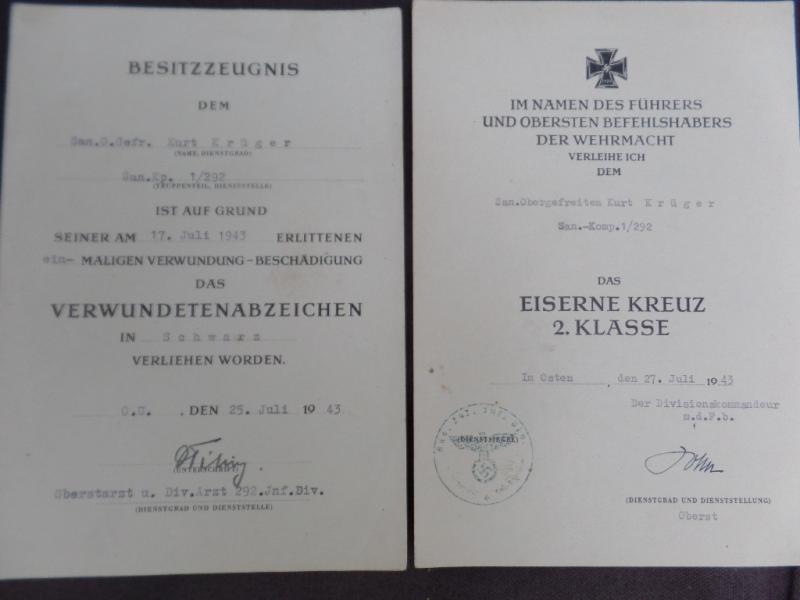 BESITZZEUGNIS
DEM
San.O.Gefr. Kurt Krüger
(NAME, DIENSTGRAD)
San.Kp. 1/292
(TRUPPENTEIL, DIENSTSTELLE)
IST AUF GRUND
SEINER AM 17. Juli 1943 ERLITTENEN
ein- MALIGEN VERWUNDUNG-BESCHÄDIGUNG
DAS
VERWUNDETENABZEICHEN
IN Schwarz
VERLIEHEN WORDEN.
O.U. , DEN 25. Juli 1943
Oberstarzt u. Div.Arzt 292.Jnf.Div.
(DIENSTGRAD UND DIENSTSTELLE)
IM NAMEN DES FÜHRERS
UND OBERSTEN BEFEHLSHABERS
DER WEHRMACHT
VERLEIHE ICH
DEM
San.Obergefreiten Kurt Krüger
San.-Komp.1/292
DAS
EISERNE KREUZ
2. KLASSE
Im Osten , den 27. Juli 1943
Der Divisionskommandeur
m.d.F.b.
(DIENSTSIEGEL)
(DIENSTGRAD UND DIENSTSTELLUNG)
Oberst